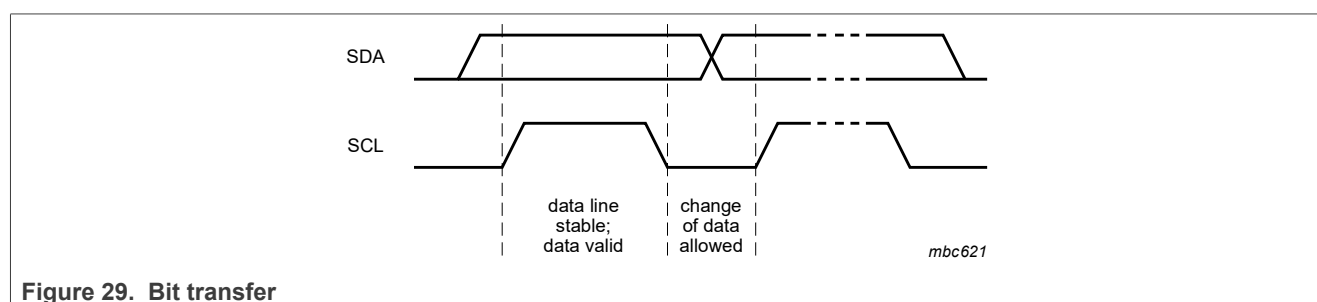 SDA
SCL
data line
stable;
data valid
change
of data
allowed
mbc621
Figure 29. Bit transfer